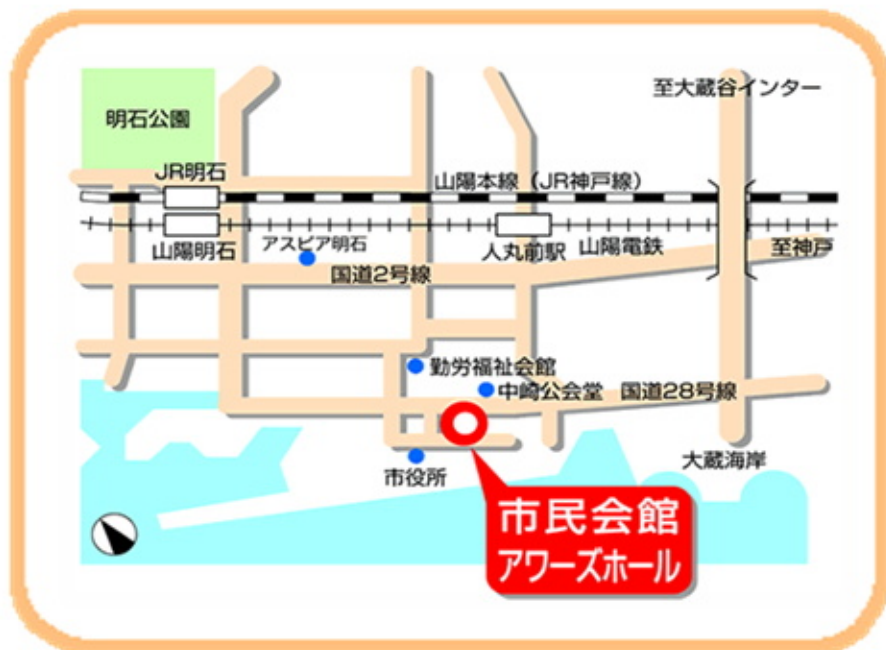 至大蔵谷インター
明石公園
JR明石
山陽本線（JR神戸線）
山陽明石
アスピア明石
人丸前駅
山陽電鉄
至神戸
国道2号線
勤労福祉会館
中崎公会堂
国道28号線
市役所
大蔵海岸
市民会館
アワーズホール